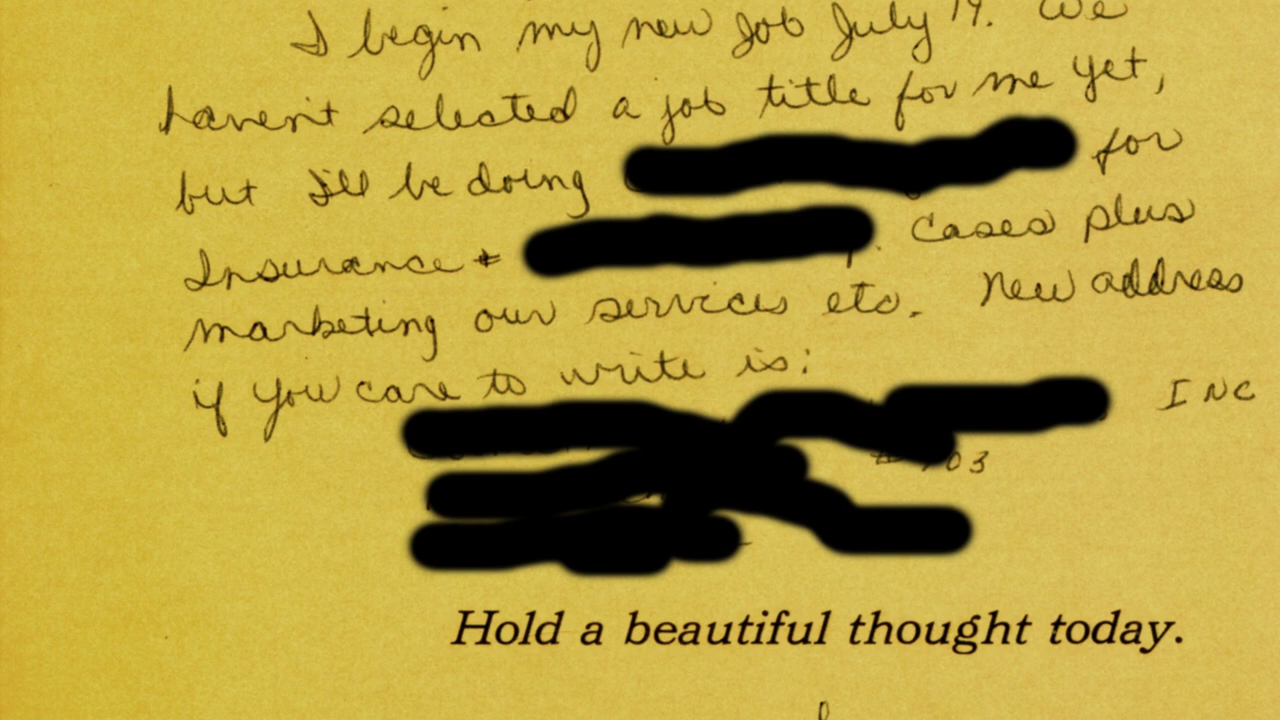 I begin my new job July 19. We
haven't selected a job title for me yet,
but I'll be doing for
Insurance + . Cases plus
marketing our services etc. New address
if you care to write is:
INC
Hold a beautiful thought today.